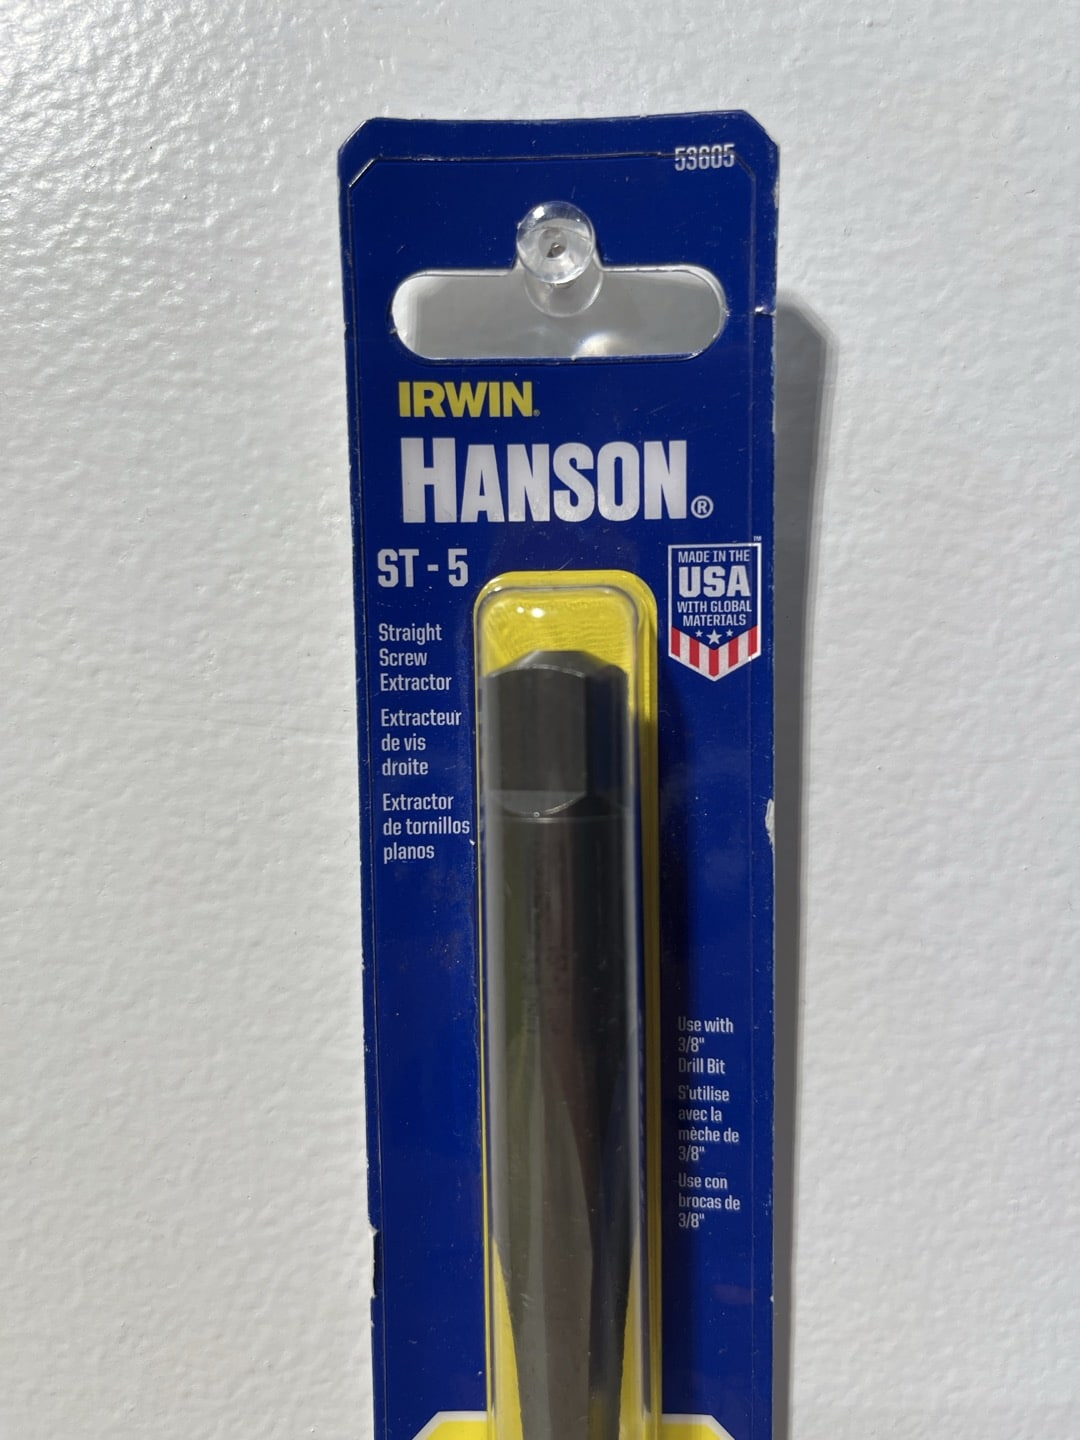 53605
IRWIN®
HANSON®
ST - 5
Straight
Screw
Extractor
Extracteur
de vis
droite
Extractor
de tornillos
planos
MADE IN THE
USA™
WITH GLOBAL
MATERIALS
Use with
3/8"
Drill Bit
S'utilise
avec la
mèche de
3/8"
Use con
brocas de
3/8"